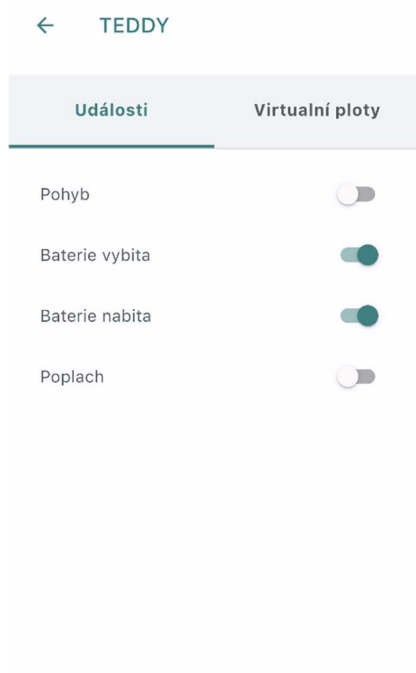 TEDDY
Události
Virtualní ploty
Pohyb
Baterie vybita
Baterie nabita
Poplach